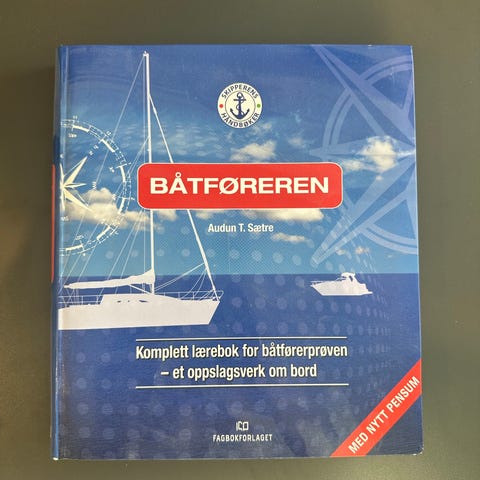 SKIPPERENS
HÅNDBØKER
BÅTFØREREN
Audun T. Sætre
Komplett lærebok for båtførerprøven
– et oppslagsverk om bord
MED NYTT PENSUM
FAGBOKFORLAGET